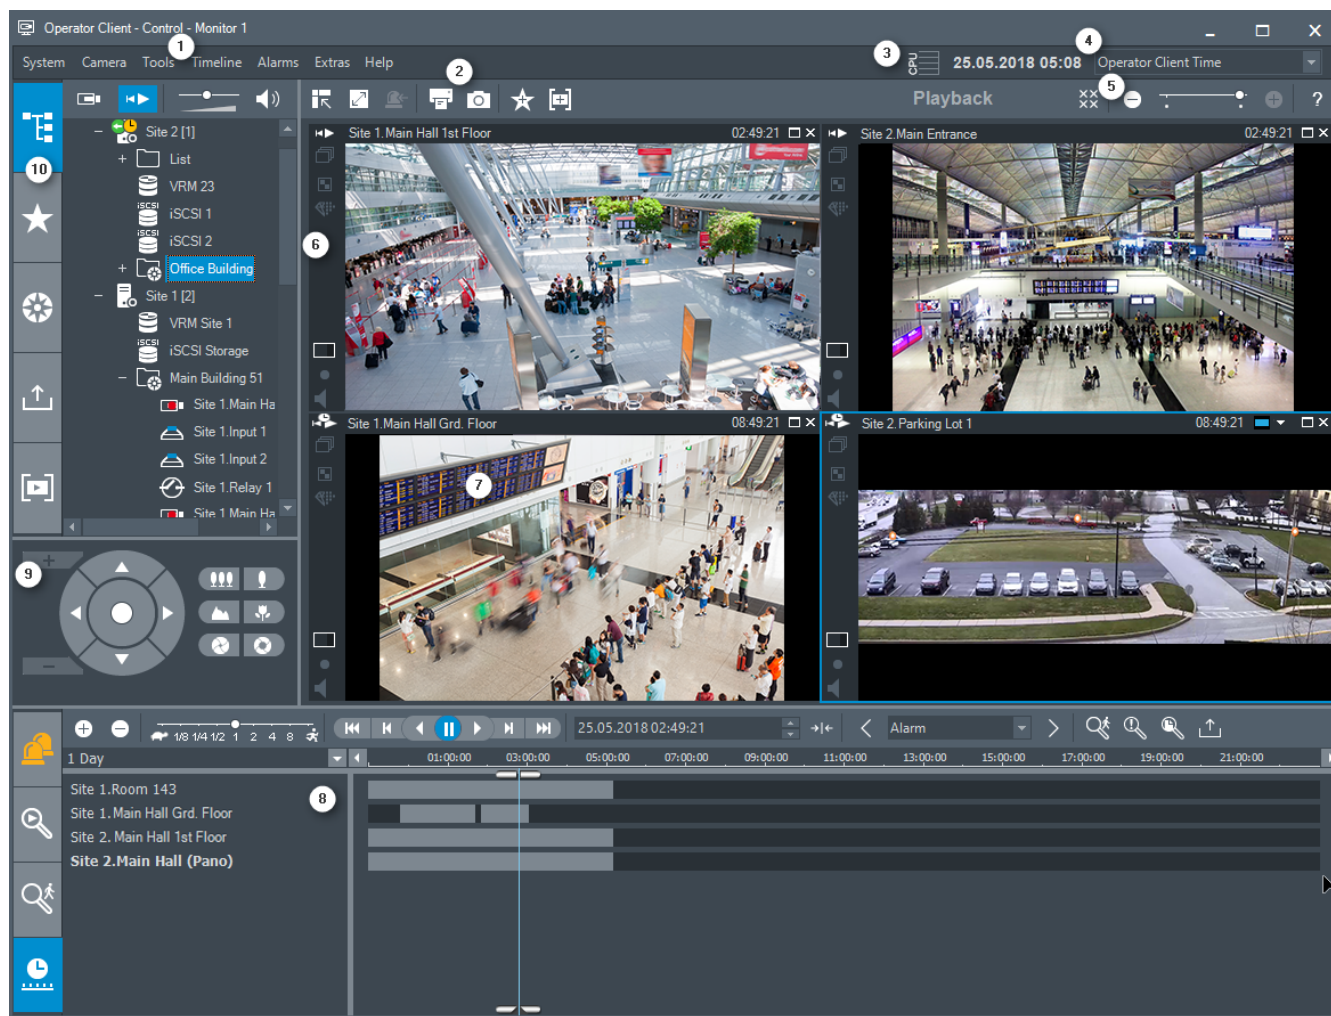 Operator Client - Control - Monitor 1
1
System Camera Tools Timeline Alarms Extras Help
2
3
CPU
25.05.2018 05:08
4
Operator Client Time
5
Playback
?
10
Site 2 [1]
List
VRM 23
iSCSI iSCSI 1
iSCSI iSCSI 2
Office Building
Site 1 [2]
VRM Site 1
iSCSI iSCSI Storage
Main Building 51
Site 1.Main Ha
Site 1.Input 1
Site 1.Input 2
Site 1.Relay 1
Site 1.Main Ha
Site 1.Main Hall 1st Floor 02:49:21
6
Site 2.Main Entrance 02:49:21
Site 1.Main Hall Grd. Floor 08:49:21
7
Site 2.Parking Lot 1 08:49:21
9
1/8 1/4 1/2 1 2 4 8
25.05.2018 02:49:21
Alarm
1 Day
01:00:00 03:00:00 05:00:00 07:00:00 09:00:00 11:00:00 13:00:00 15:00:00 17:00:00 19:00:00 21:00:00
8
Site 1.Room 143
Site 1.Main Hall Grd. Floor
Site 2. Main Hall 1st Floor
Site 2.Main Hall (Pano)